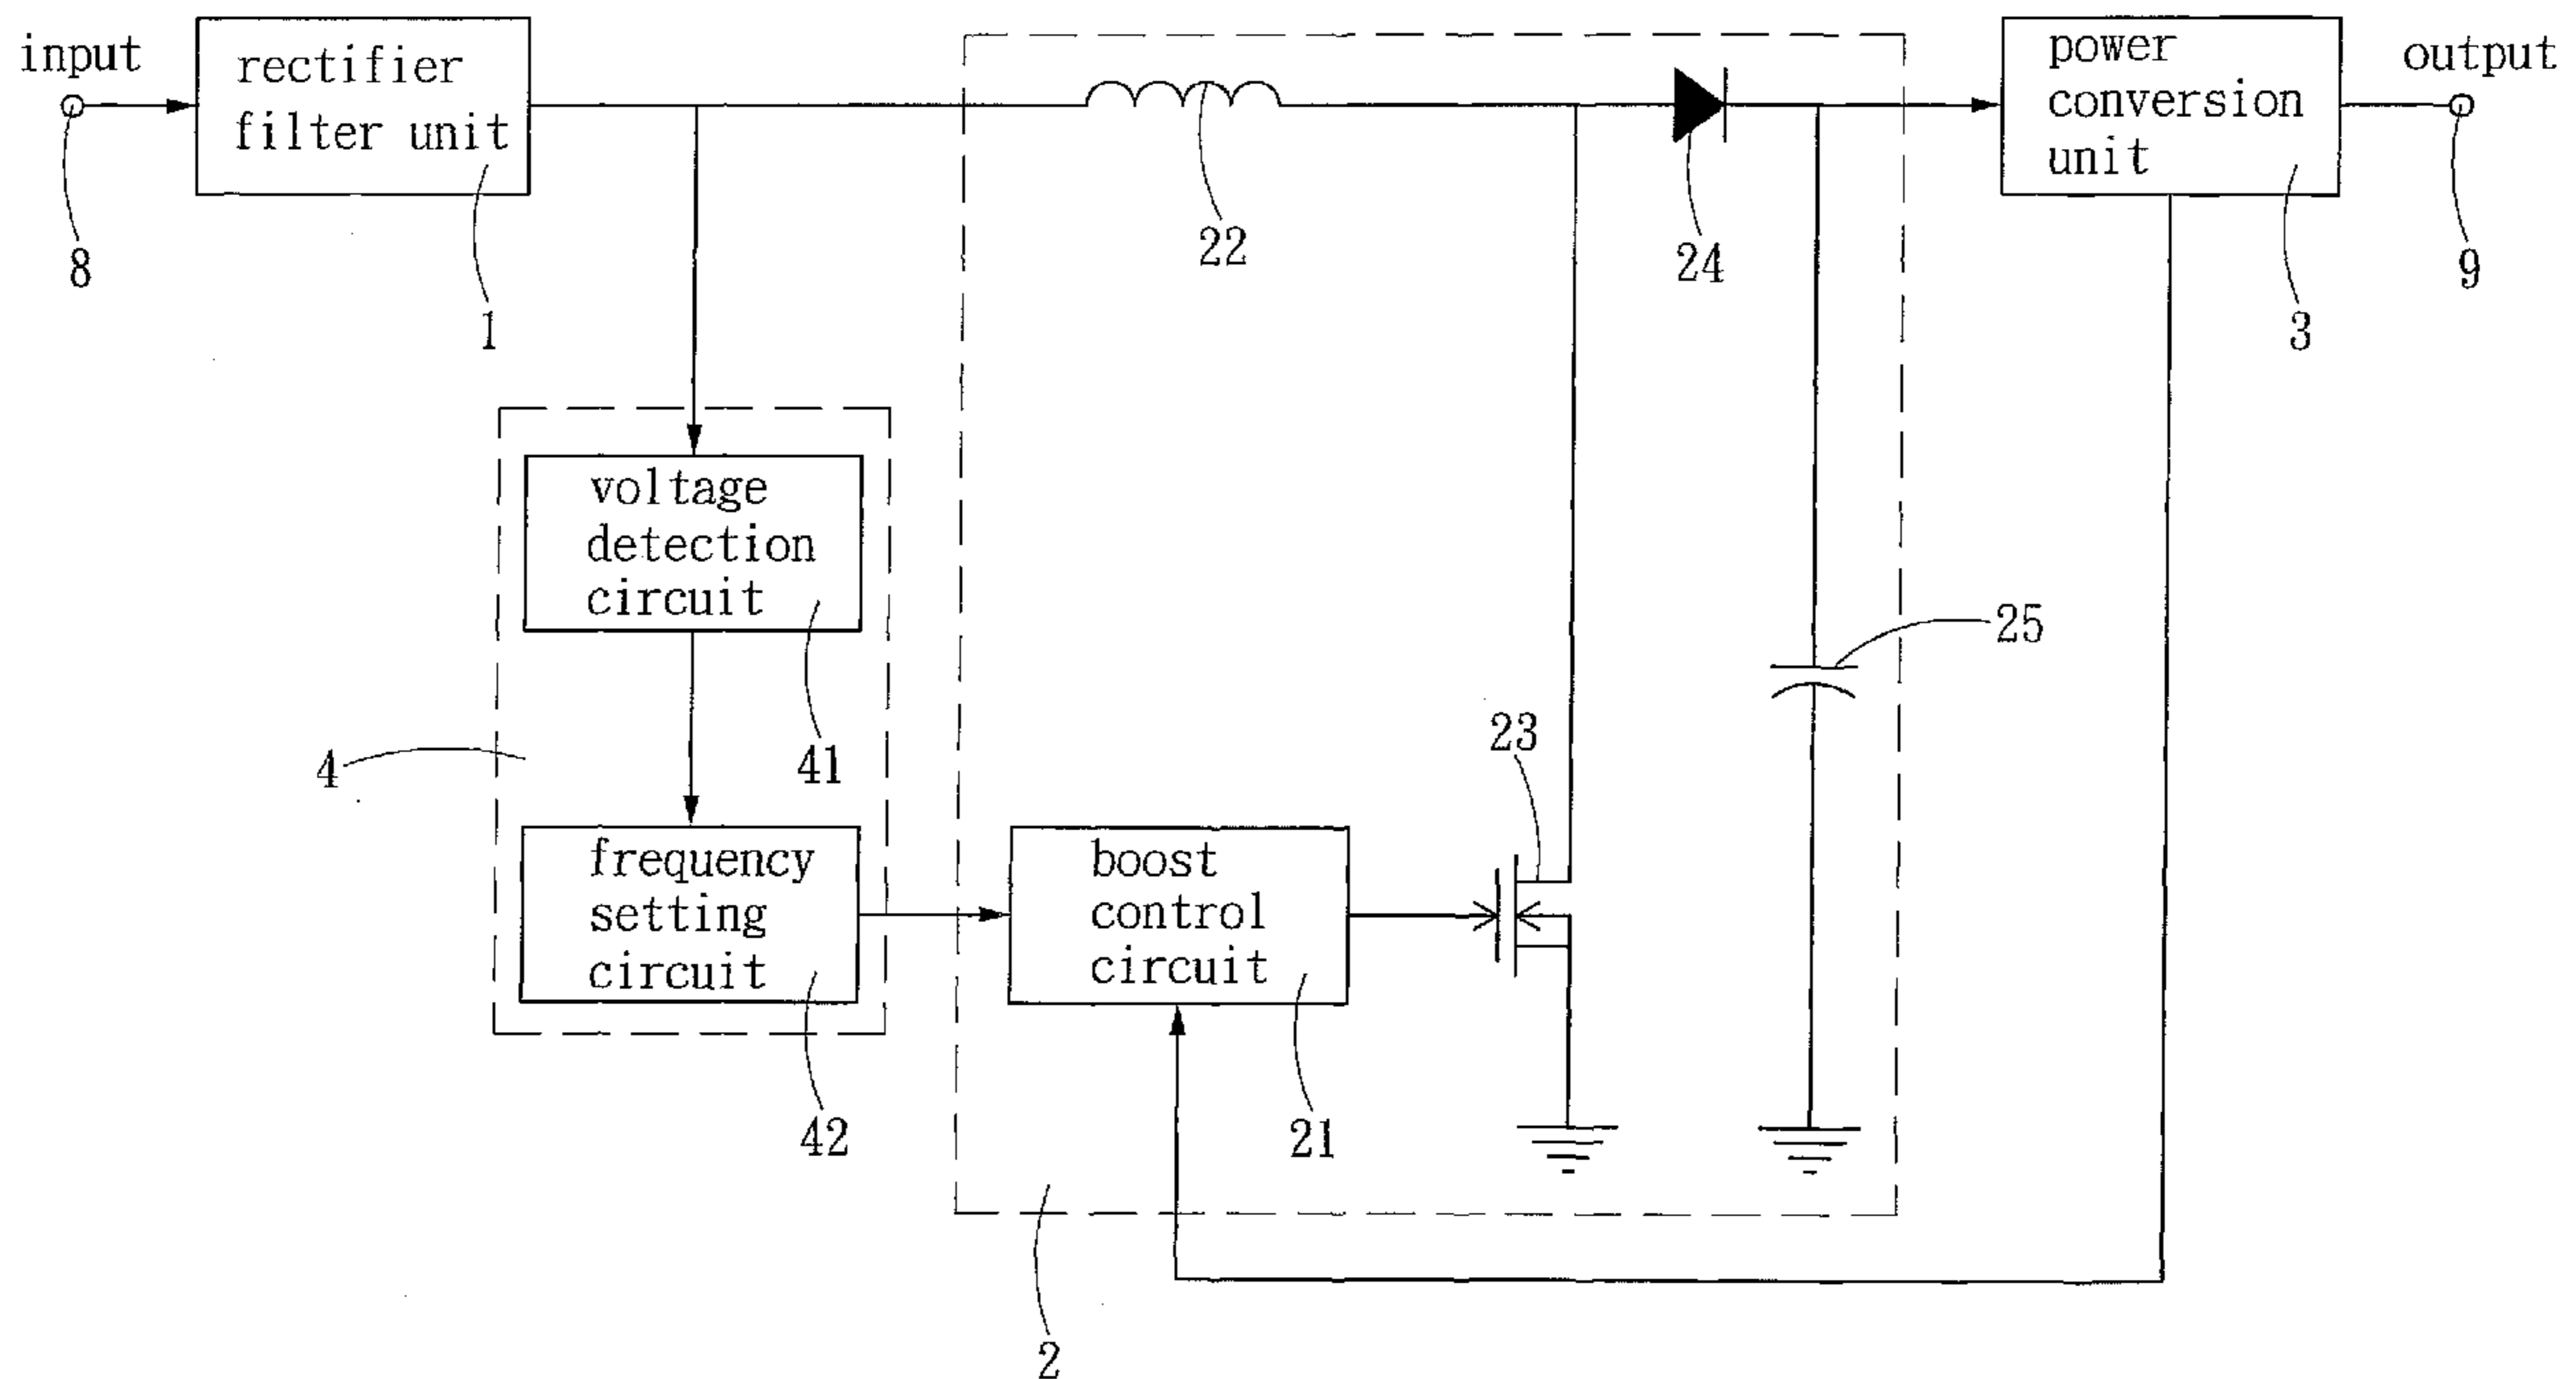 input
rectifier
filter unit
power
conversion
unit
output
8
1
22
24
3
9
voltage
detection
circuit
25
4
41
23
frequency
setting
circuit
boost
control
circuit
42
21
2